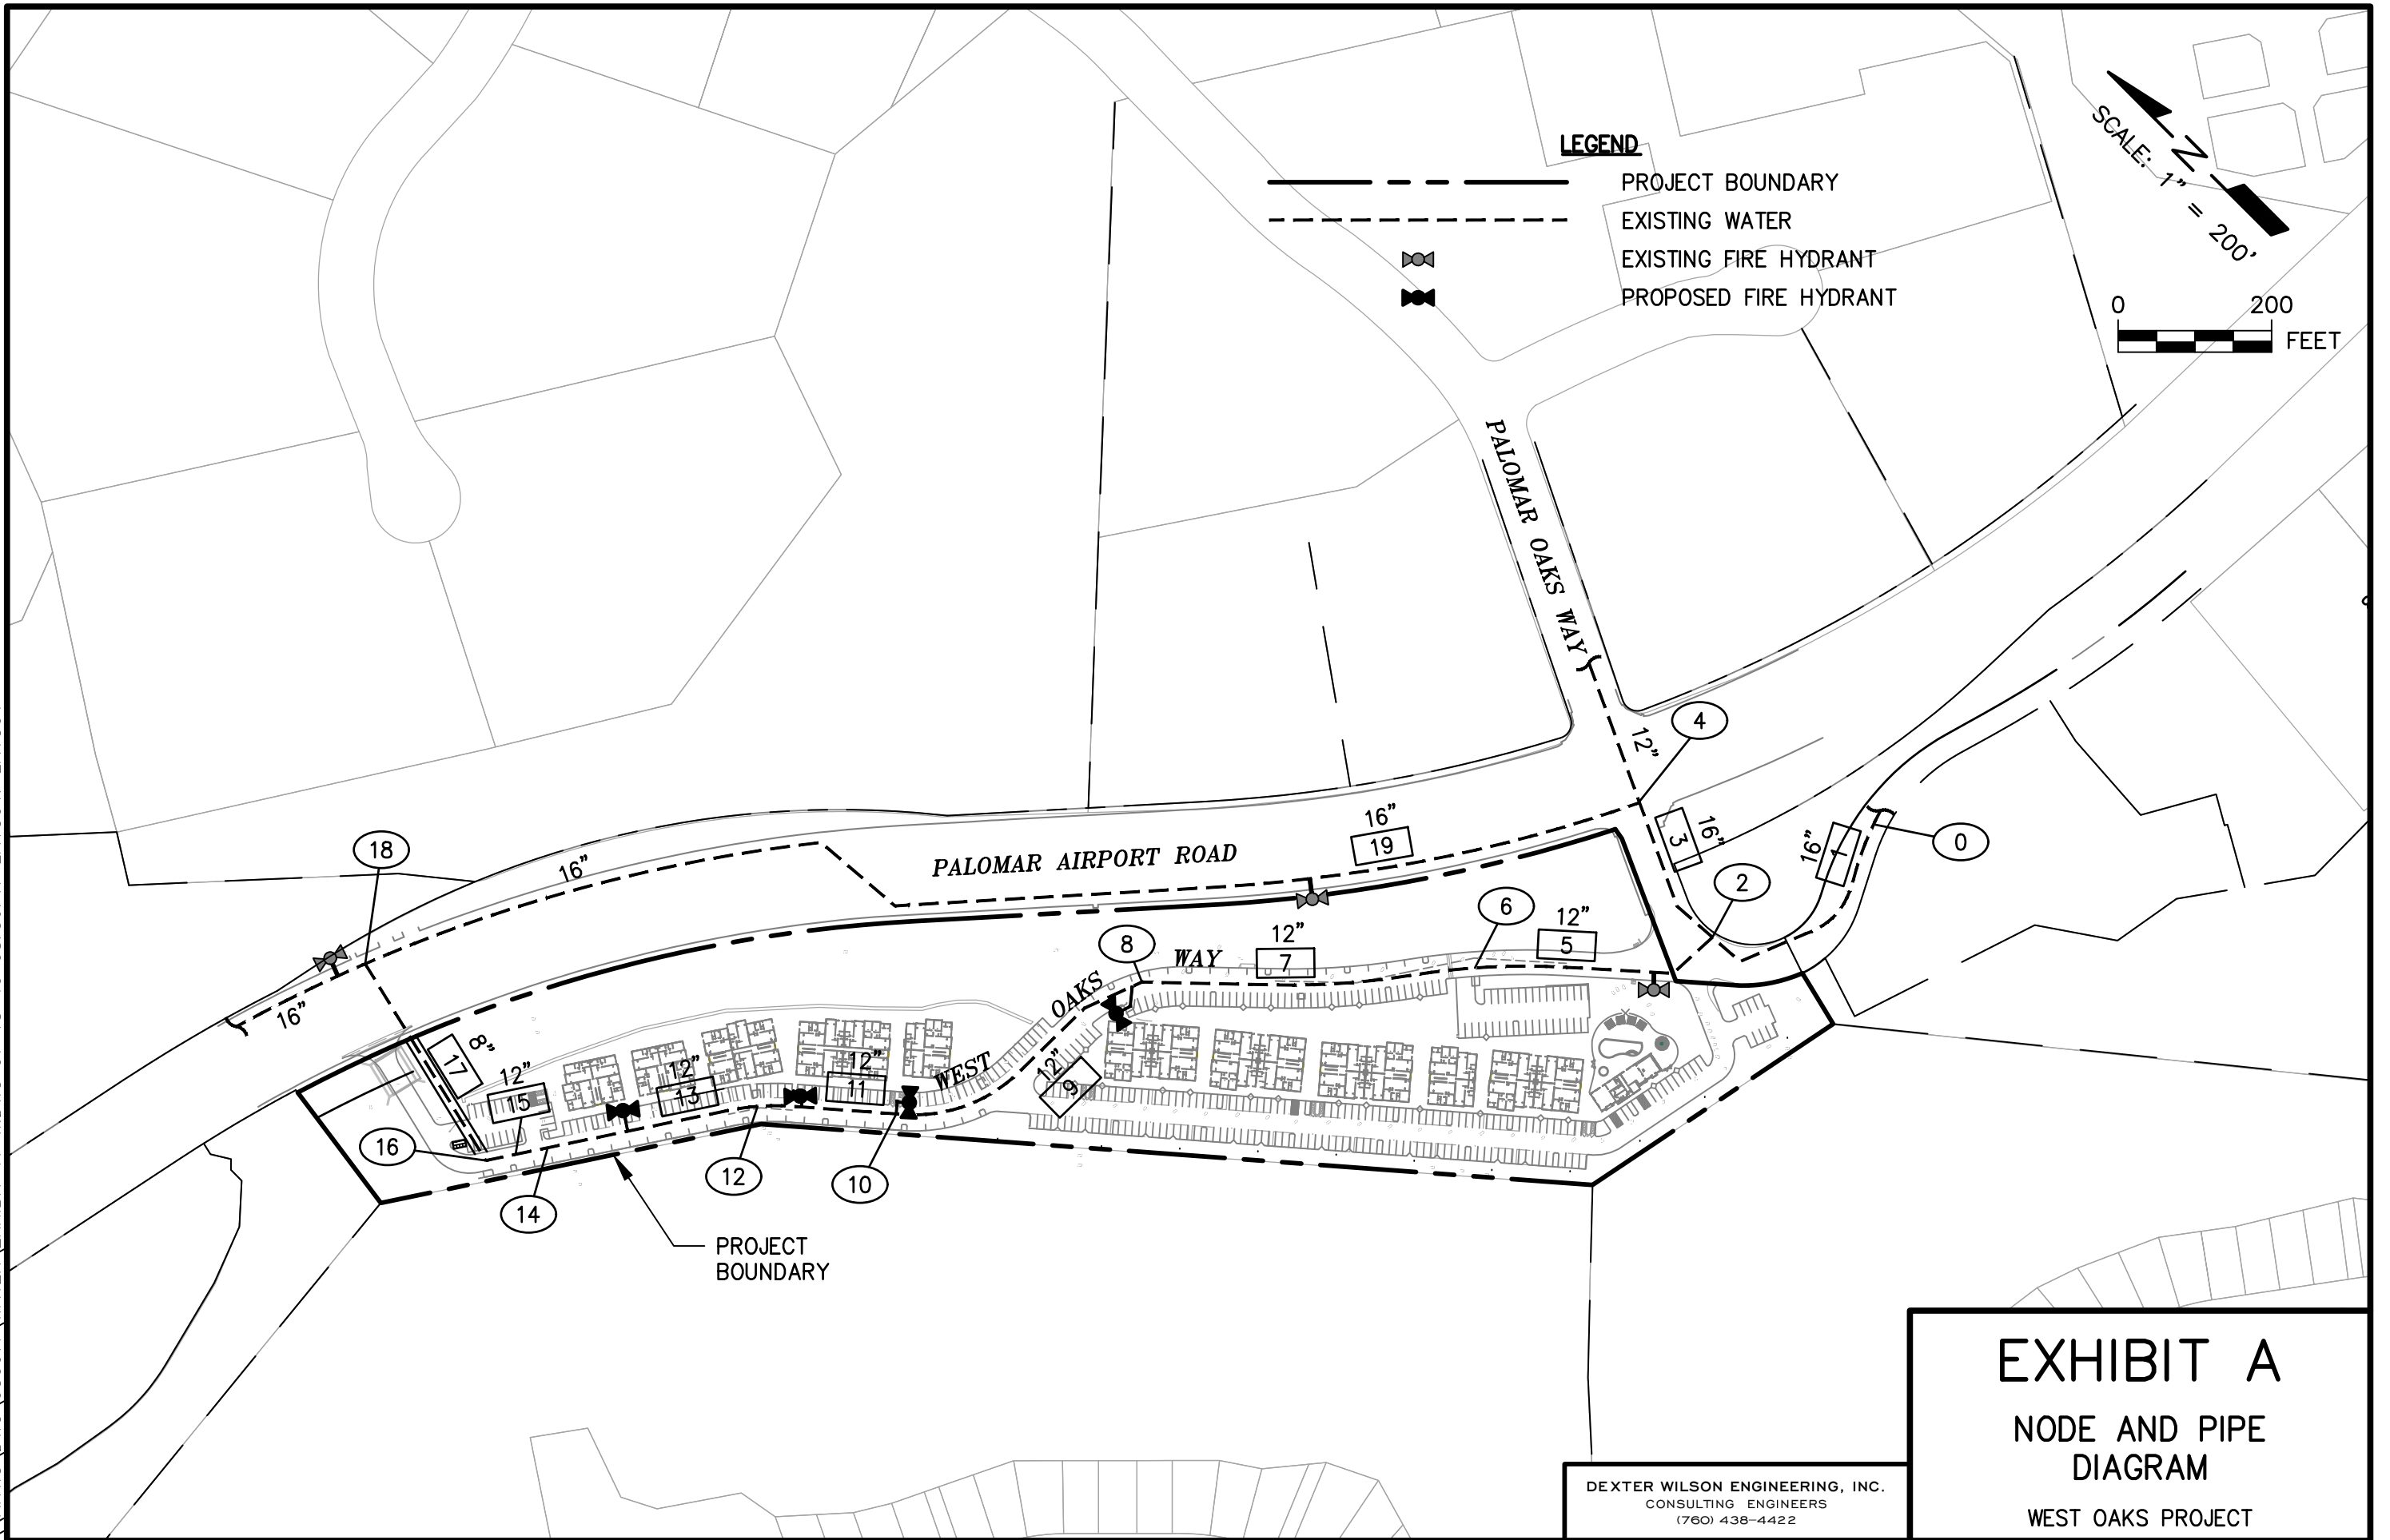 LEGEND
PROJECT BOUNDARY
EXISTING WATER
EXISTING FIRE HYDRANT
PROPOSED FIRE HYDRANT
N
SCALE: 1" = 200'
0 200
FEET
PALOMAR OAKS WAY
12"
4
16"
3
16"
1
0
2
16"
19
PALOMAR AIRPORT ROAD
16"
18
16"
6
12"
5
8
WAY
12"
7
OAKS
WEST
12"
9
8"
17
12"
15
12"
13
12"
11
16
14
12
10
PROJECT
BOUNDARY
EXHIBIT A
NODE AND PIPE
DIAGRAM
WEST OAKS PROJECT
DEXTER WILSON ENGINEERING, INC.
CONSULTING ENGINEERS
(760) 438-4422